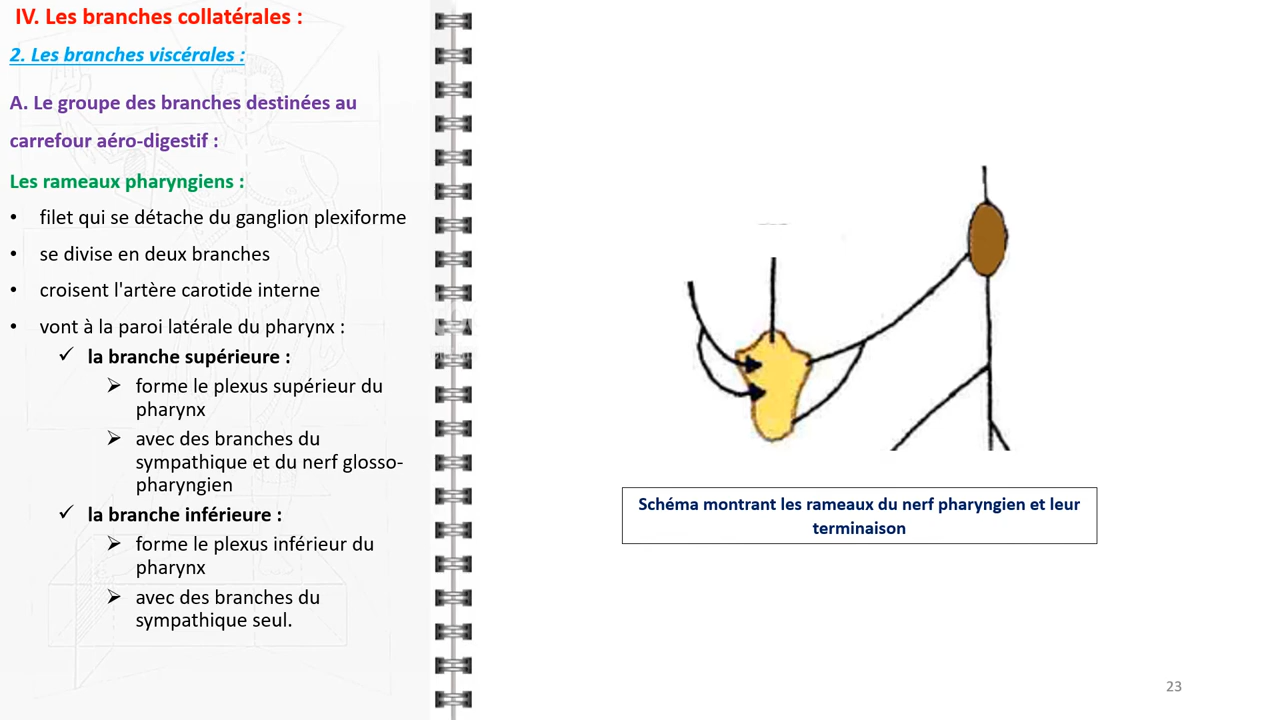 IV. Les branches collatérales :
2. Les branches viscérales :
A. Le groupe des branches destinées au
carrefour aéro-digestif :
Les rameaux pharyngiens :
• filet qui se détache du ganglion plexiforme
• se divise en deux branches
• croisent l'artère carotide interne
• vont à la paroi latérale du pharynx :
✓ la branche supérieure :
➢ forme le plexus supérieur du
pharynx
➢ avec des branches du
sympathique et du nerf glosso-
pharyngien
✓ la branche inférieure :
➢ forme le plexus inférieur du
pharynx
➢ avec des branches du
sympathique seul.
Schéma montrant les rameaux du nerf pharyngien et leur
terminaison
23